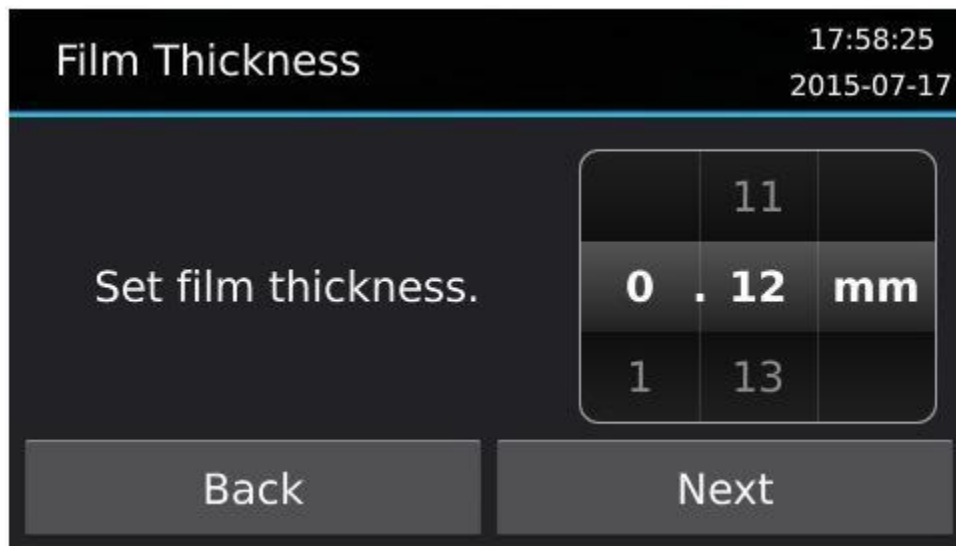 Film Thickness
17:58:25
2015-07-17
11
Set film thickness.
0 . 12 mm
1 13
Back Next